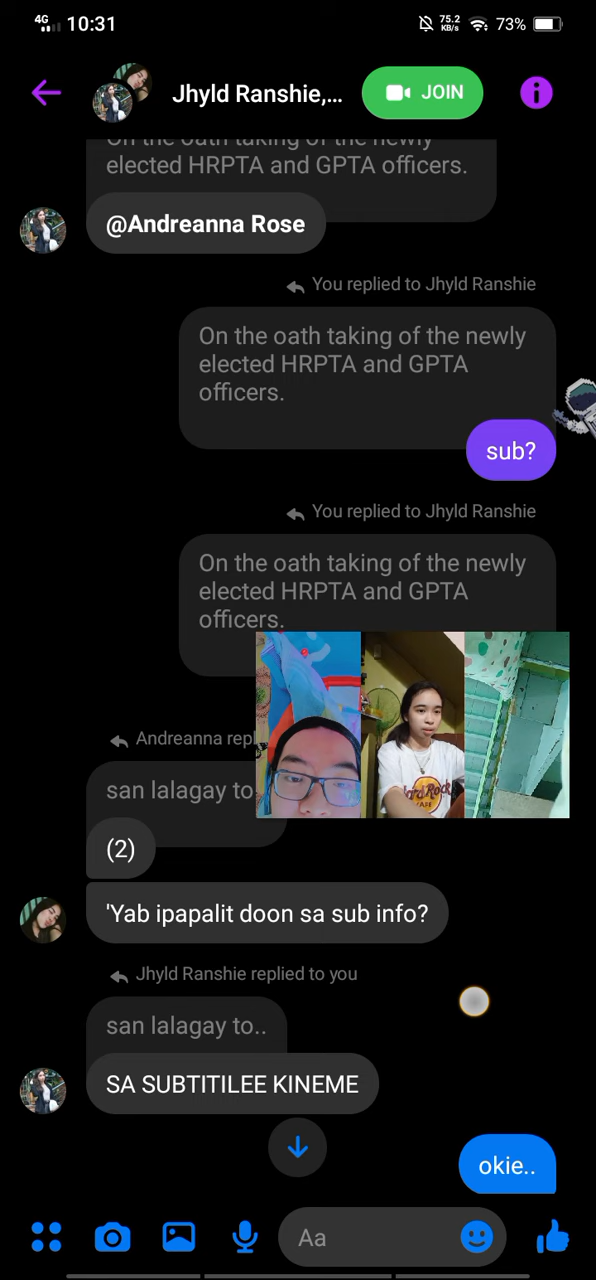 4G 10:31 75.2 KB/s 73%
Jhyld Ranshie,... JOIN
On the oath taking of the newly
elected HRPTA and GPTA officers.
@Andreanna Rose
You replied to Jhyld Ranshie
On the oath taking of the newly
elected HRPTA and GPTA
officers.
sub?
You replied to Jhyld Ranshie
On the oath taking of the newly
elected HRPTA and GPTA
officers.
Andreanna repl
san lalagay to
(2)
'Yab ipapalit doon sa sub info?
Jhyld Ranshie replied to you
san lalagay to..
SA SUBTITILEE KINEME
okie..
Aa